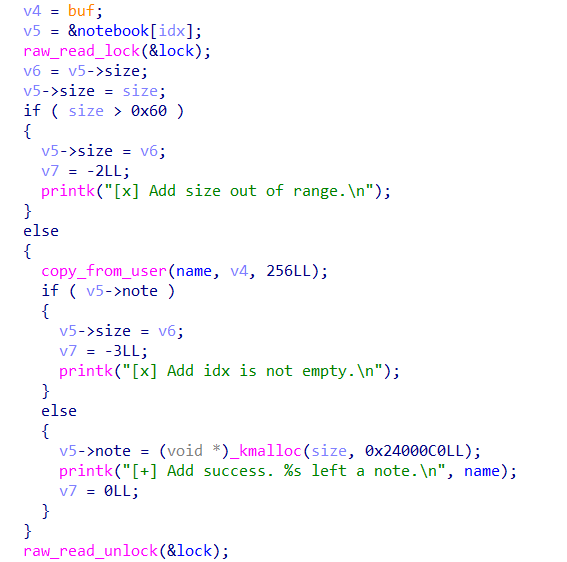 v4 = buf;
v5 = &notebook[idx];
raw_read_lock(&lock);
v6 = v5->size;
v5->size = size;
if ( size > 0x60 )
{
  v5->size = v6;
  v7 = -2LL;
  printk("[x] Add size out of range.\n");
}
else
{
  copy_from_user(name, v4, 256LL);
  if ( v5->note )
  {
    v5->size = v6;
    v7 = -3LL;
    printk("[x] Add idx is not empty.\n");
  }
  else
  {
    v5->note = (void *)_kmalloc(size, 0x24000C0LL);
    printk("[+] Add success. %s left a note.\n", name);
    v7 = 0LL;
  }
}
raw_read_unlock(&lock);